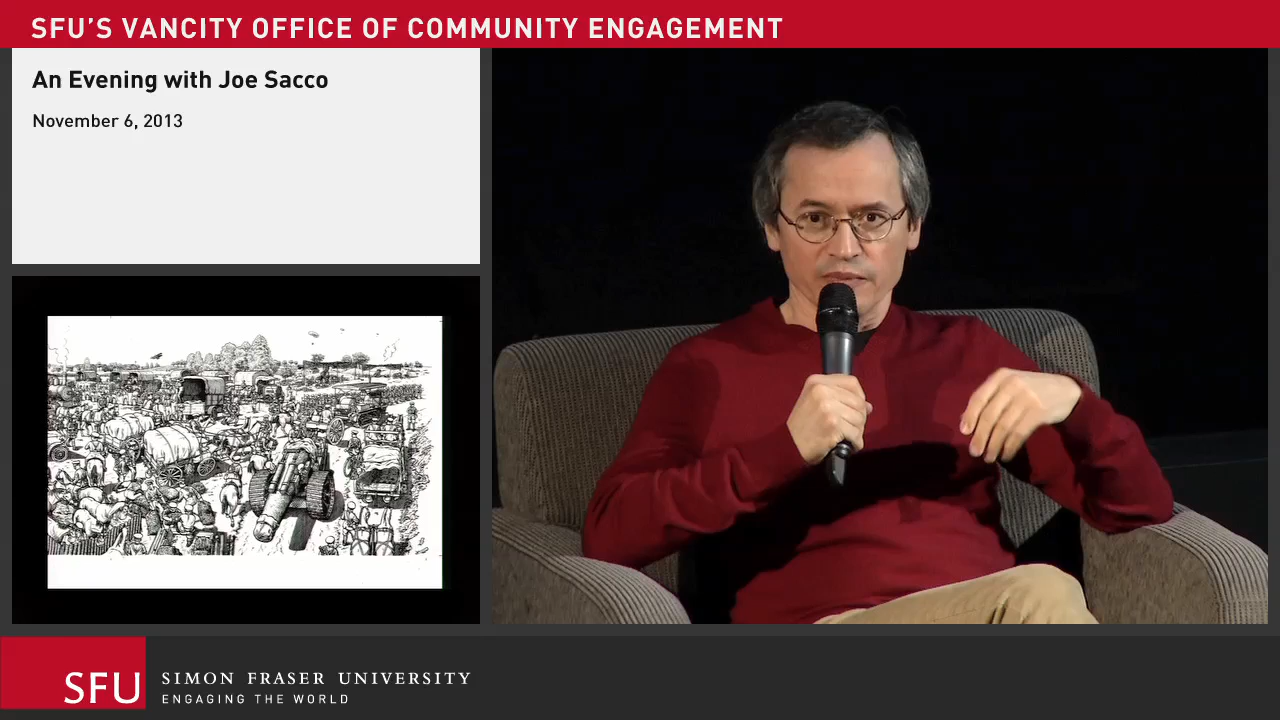 SFU'S VANCITY OFFICE OF COMMUNITY ENGAGEMENT
An Evening with Joe Sacco
November 6, 2013
SFU
SIMON FRASER UNIVERSITY
ENGAGING THE WORLD